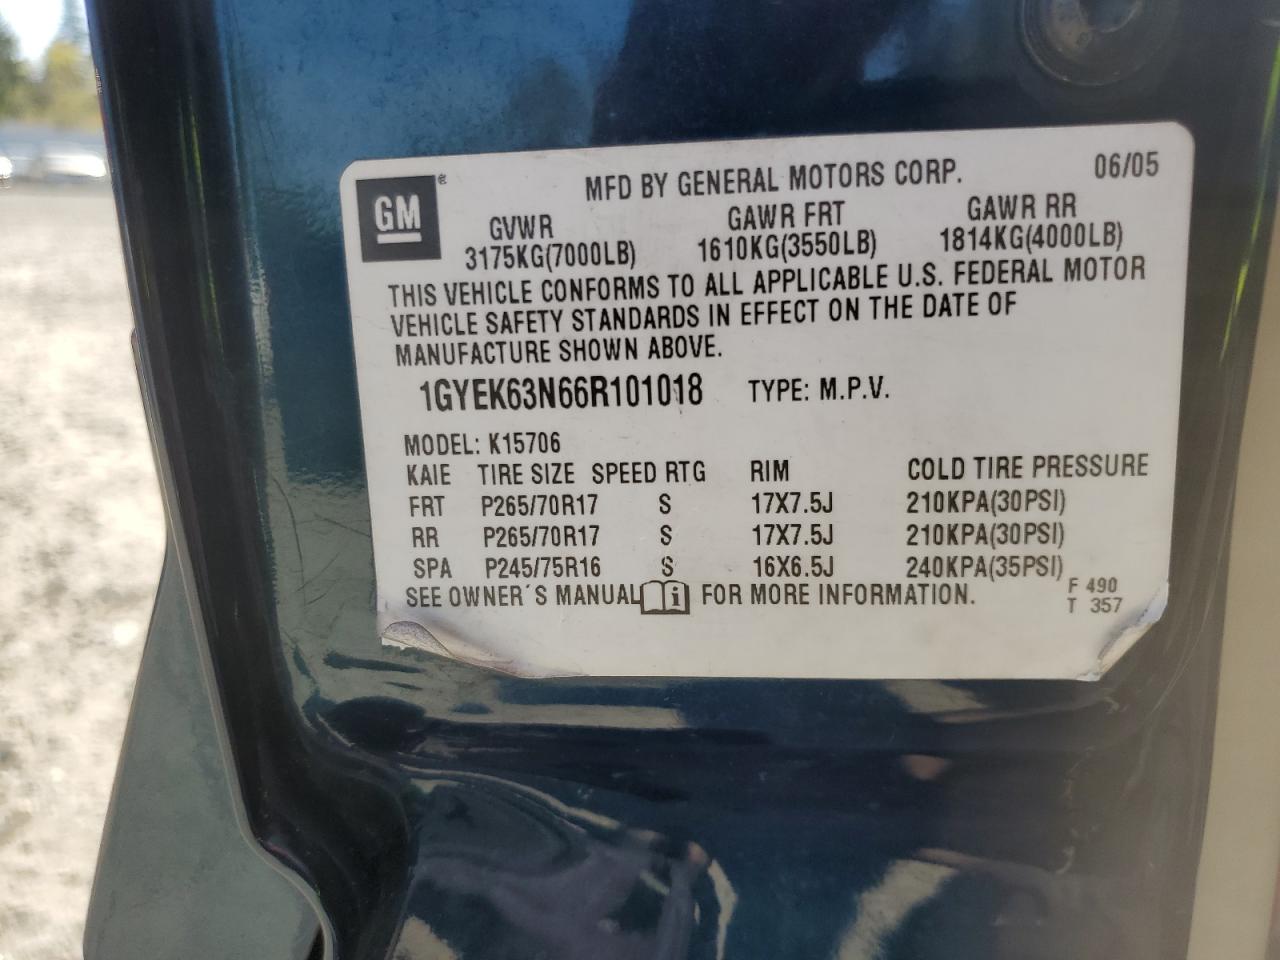 GM
MFD BY GENERAL MOTORS CORP. 06/05
GVWR GAWR FRT GAWR RR
3175KG(7000LB) 1610KG(3550LB) 1814KG(4000LB)
THIS VEHICLE CONFORMS TO ALL APPLICABLE U.S. FEDERAL MOTOR
VEHICLE SAFETY STANDARDS IN EFFECT ON THE DATE OF
MANUFACTURE SHOWN ABOVE.
1GYEK63N66R101018 TYPE: M.P.V.
MODEL: K15706
KAIE TIRE SIZE SPEED RTG RIM COLD TIRE PRESSURE
FRT P265/70R17 S 17X7.5J 210KPA(30PSI)
RR P265/70R17 S 17X7.5J 210KPA(30PSI)
SPA P245/75R16 S 16X6.5J 240KPA(35PSI)
SEE OWNER'S MANUAL i FOR MORE INFORMATION.
F 490
T 357